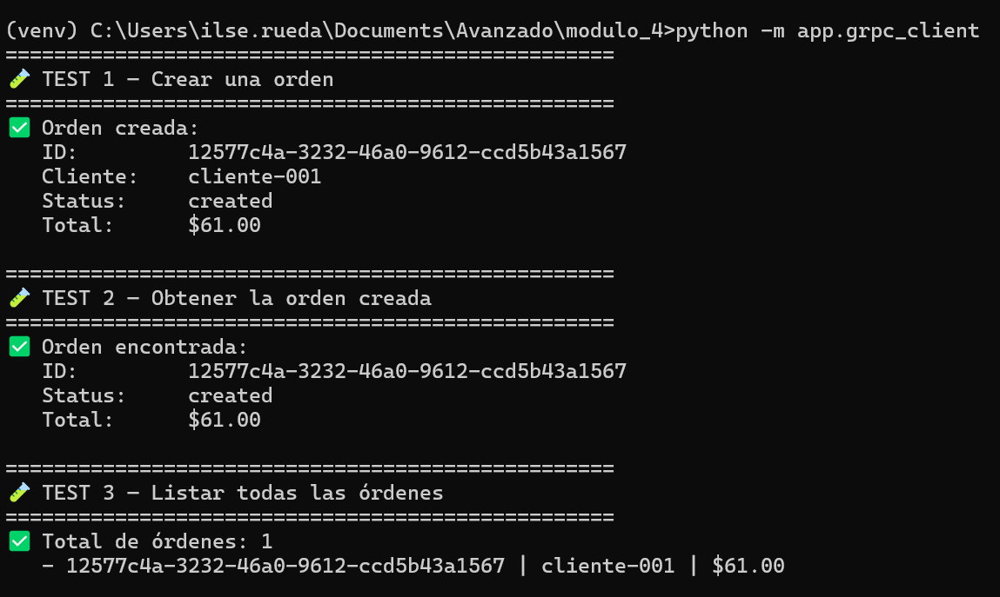 (venv) C:\Users\ilse.rueda\Documents\Avanzado\modulo_4>python -m app.grpc_client
==================================================
🧪 TEST 1 — Crear una orden
==================================================
✅ Orden creada:
   ID:         12577c4a-3232-46a0-9612-ccd5b43a1567
   Cliente:    cliente-001
   Status:     created
   Total:      $61.00

==================================================
🧪 TEST 2 — Obtener la orden creada
==================================================
✅ Orden encontrada:
   ID:         12577c4a-3232-46a0-9612-ccd5b43a1567
   Status:     created
   Total:      $61.00

==================================================
🧪 TEST 3 — Listar todas las órdenes
==================================================
✅ Total de órdenes: 1
   - 12577c4a-3232-46a0-9612-ccd5b43a1567 | cliente-001 | $61.00